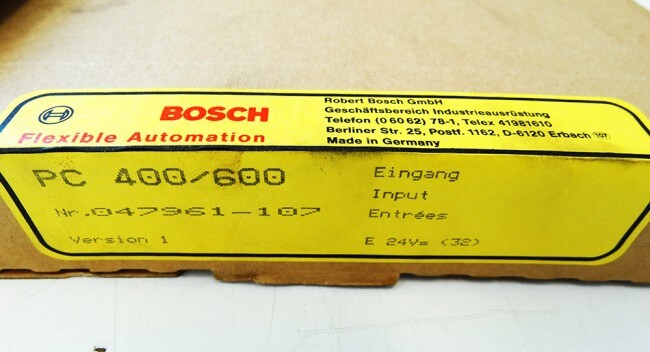 BOSCH
Flexible Automation
Robert Bosch GmbH
Geschäftsbereich Industrieausrüstung
Telefon (0 60 62) 78-1, Telex 41981610
Berliner Str. 25, Postf. 1162, D-6120 Erbach
Made in Germany
PC 400/600
Nr.047961-107
Version 1
Eingang
Input
Entrées
E 24V= (32)